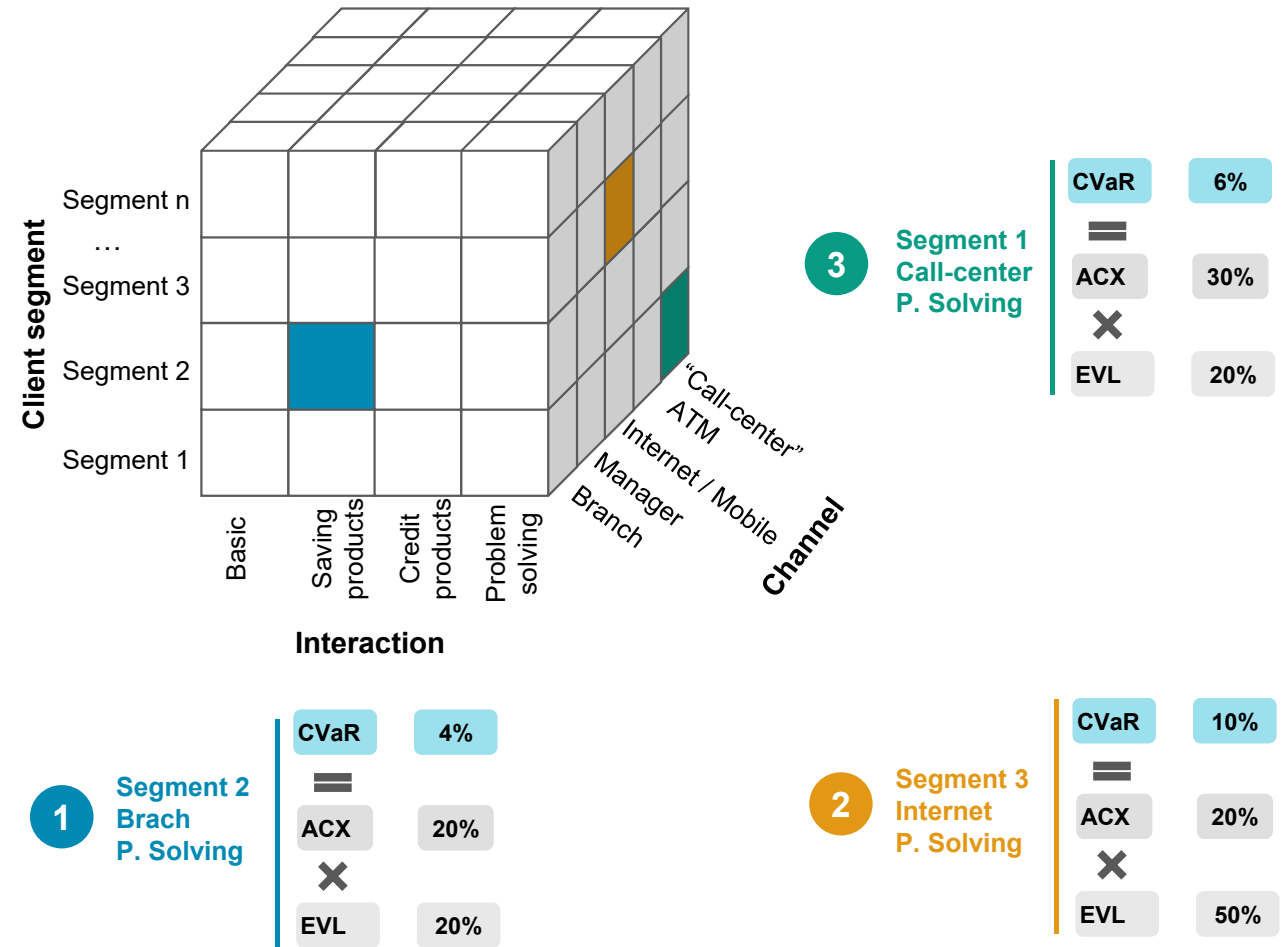 Client segment
Segment n
…
Segment 3
Segment 2
Segment 1
Basic
Saving
products
Credit
products
Problem
solving
Interaction
“Call-center”
ATM
Internet / Mobile
Manager
Branch
Channel
3
Segment 1
Call-center
P. Solving
CVaR 6%
=
ACX 30%
×
EVL 20%
1
Segment 2
Brach
P. Solving
CVaR 4%
=
ACX 20%
×
EVL 20%
2
Segment 3
Internet
P. Solving
CVaR 10%
=
ACX 20%
×
EVL 50%